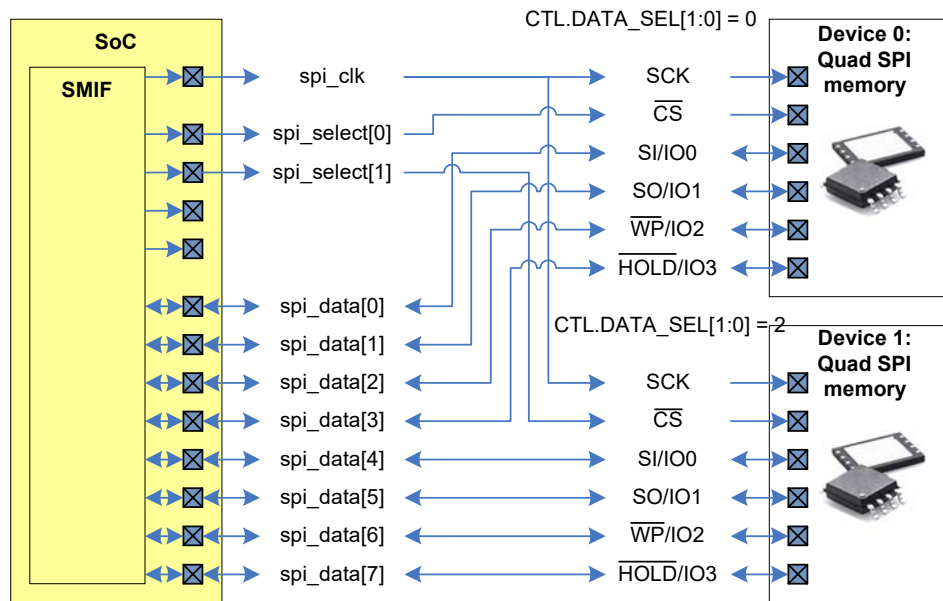 CTL.DATA_SEL[1:0] = 0
SoC
SMIF
Device 0:
Quad SPI
memory
spi_clk
SCK
spi_select[0]
CS
spi_select[1]
SI/IO0
SO/IO1
WP/IO2
HOLD/IO3
spi_data[0]
CTL.DATA_SEL[1:0] = 2
Device 1:
Quad SPI
memory
spi_data[1]
spi_data[2]
SCK
spi_data[3]
CS
spi_data[4]
SI/IO0
spi_data[5]
SO/IO1
spi_data[6]
WP/IO2
spi_data[7]
HOLD/IO3